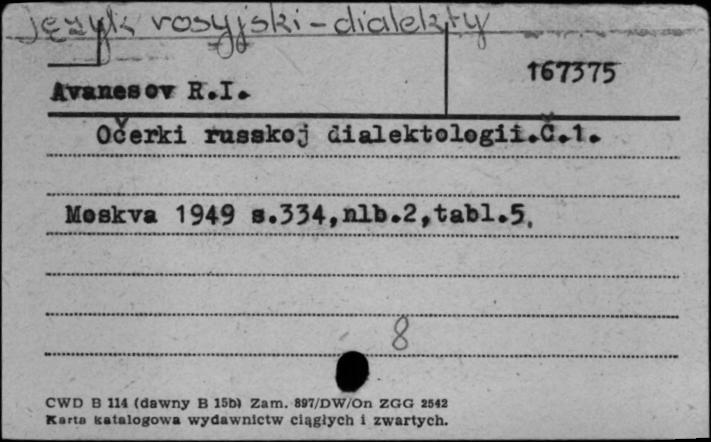 język rosyjski - dialekty
167375
Avanesov R.I.
Očerki russkoj dialektologii.Č.1.
Moskva 1949 s.334,nlb.2,tabl.5.
8
CWD B 114 (dawny B 15b) Zam. 897/DW/On ZGG 2542
Karta katalogowa wydawnictw ciągłych i zwartych.